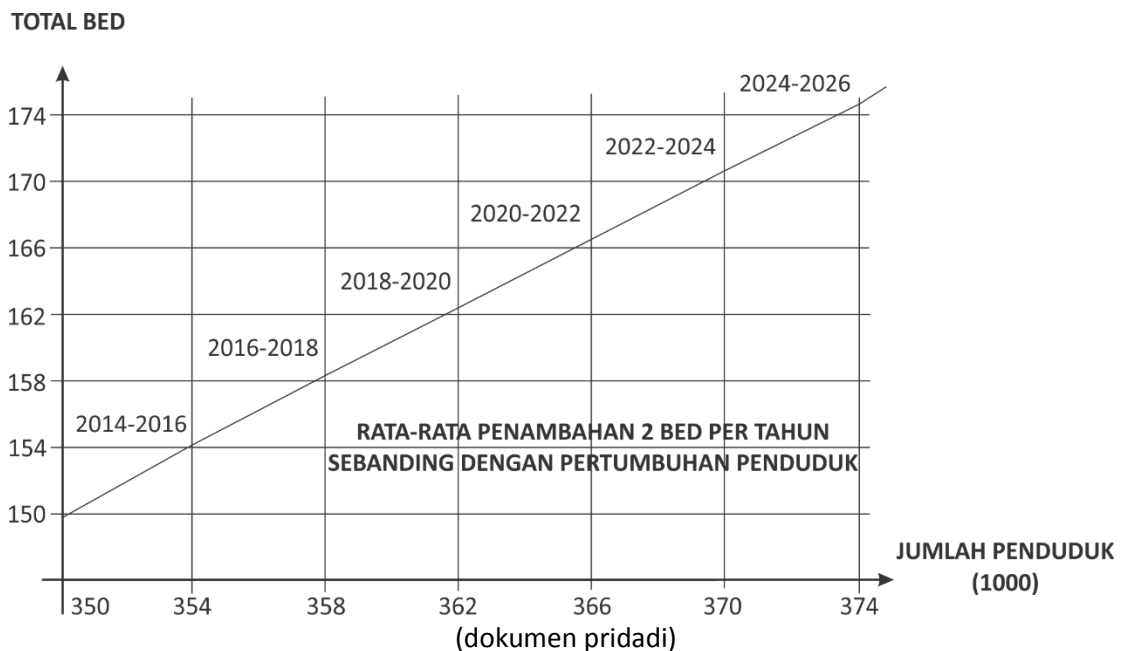 TOTAL BED
2024-2026
174
2022-2024
170
2020-2022
166
2018-2020
162
2016-2018
158
2014-2016
RATA-RATA PENAMBAHAN 2 BED PER TAHUN
154
SEBANDING DENGAN PERTUMBUHAN PENDUDUK
150
JUMLAH PENDUDUK
(1000)
350 354 358 362 366 370 374
(dokumen pridadi)